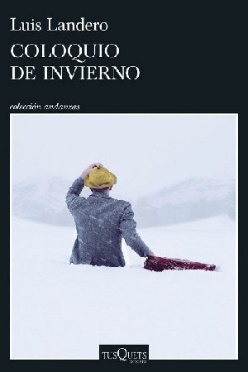 Luis Landero
COLOQUIO
DE INVIERNO
colección andanzas
TUSQUETS